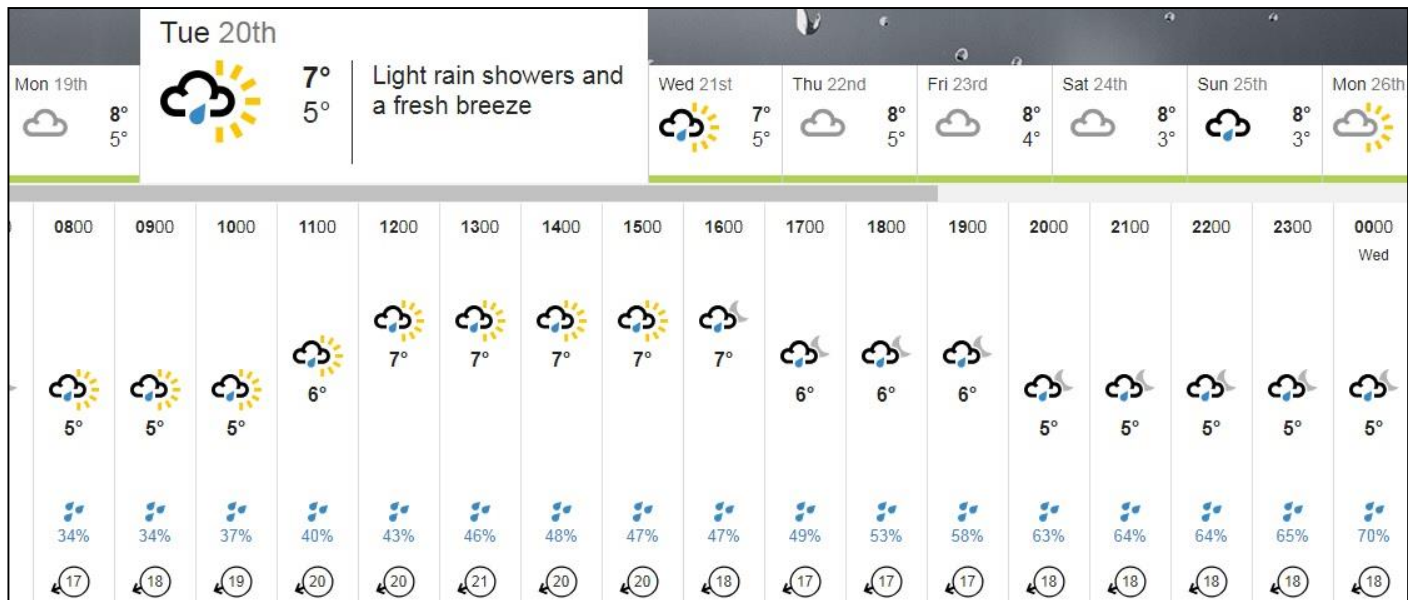 Tue 20th
7°
5°
Light rain showers and
a fresh breeze
Mon 19th
8°
5°
Wed 21st
7°
5°
Thu 22nd
8°
5°
Fri 23rd
8°
4°
Sat 24th
8°
3°
Sun 25th
8°
3°
Mon 26th
0800 0900 1000 1100 1200 1300 1400 1500 1600 1700 1800 1900 2000 2100 2200 2300 0000
Wed
7° 7° 7° 7° 7°
6° 6° 6° 6°
5° 5° 5° 5° 5° 5° 5° 5°
34% 34% 37% 40% 43% 46% 48% 47% 47% 49% 53% 58% 63% 64% 64% 65% 70%
17 18 19 20 20 21 20 20 18 17 17 17 18 18 18 18 18